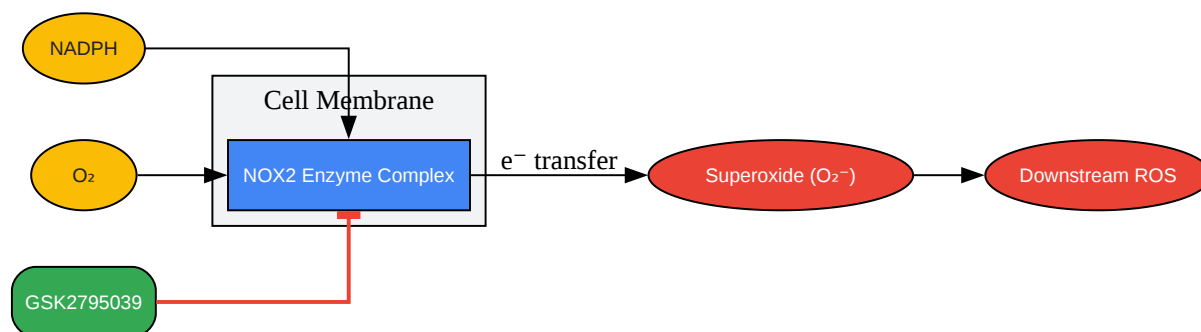 NADPH
Cell Membrane
O₂
NOX2 Enzyme Complex
e⁻ transfer
Superoxide (O₂⁻)
Downstream ROS
GSK2795039